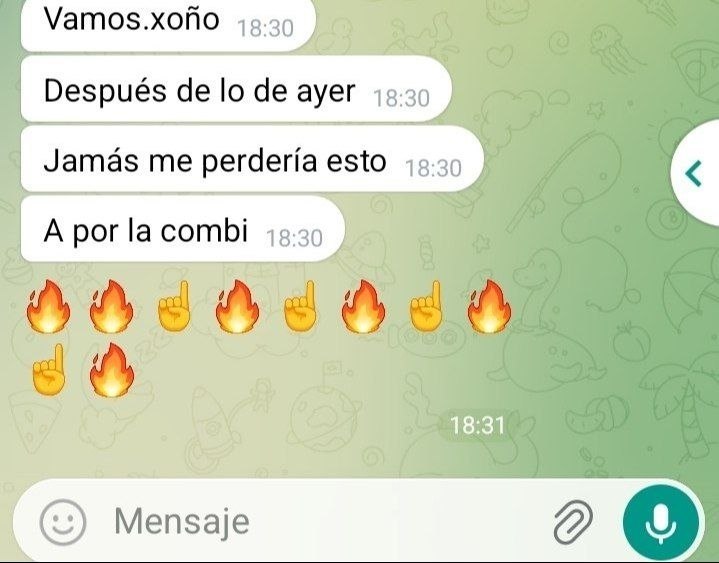 Vamos.xoño 18:30
Después de lo de ayer 18:30
Jamás me perdería esto 18:30
A por la combi 18:30
🔥🔥☝️🔥☝️🔥☝️🔥
☝️🔥
18:31
Mensaje